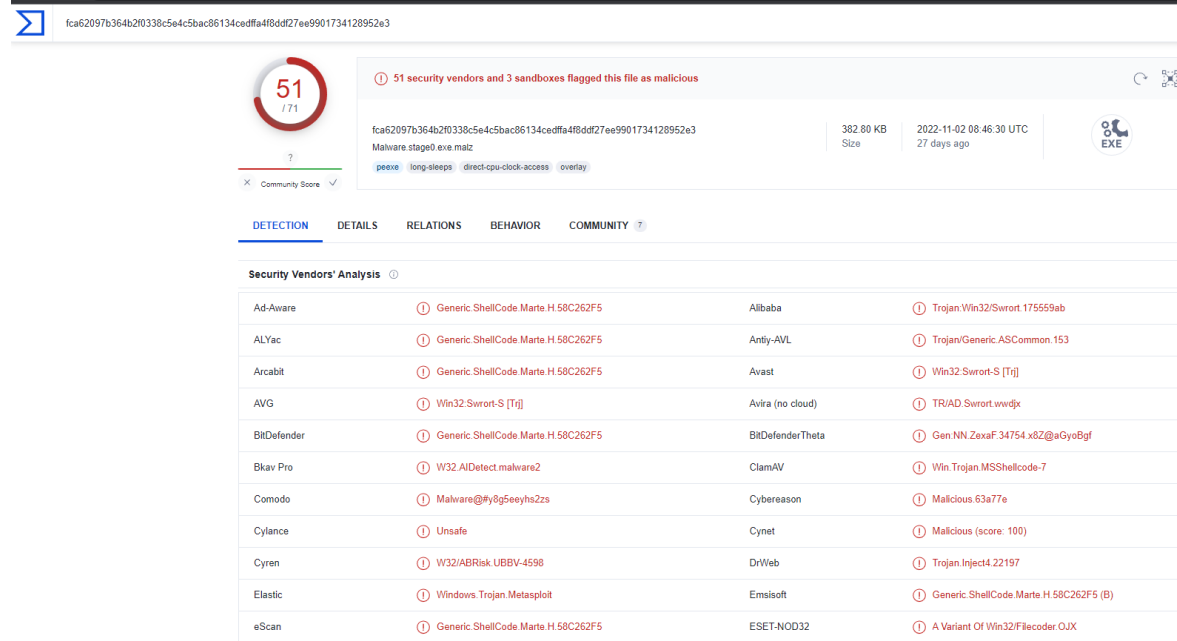 fca62097b364b2f0338c5e4c5bac86134cedffa4f8ddf27ee9901734128952e3
51
/ 71
51 security vendors and 3 sandboxes flagged this file as malicious
fca62097b364b2f0338c5e4c5bac86134cedffa4f8ddf27ee9901734128952e3
Malware.stage0.exe.malz
peexe long-sleeps direct-cpu-clock-access overlay
382.80 KB
Size
2022-11-02 08:46:30 UTC
27 days ago
EXE
?
Community Score
DETECTION DETAILS RELATIONS BEHAVIOR COMMUNITY 7
Security Vendors' Analysis
Ad-Aware Generic.ShellCode.Marte.H.58C262F5 Alibaba Trojan:Win32/Swrort.175559ab
ALYac Generic.ShellCode.Marte.H.58C262F5 Antiy-AVL Trojan/Generic.ASCommon.153
Arcabit Generic.ShellCode.Marte.H.58C262F5 Avast Win32:Swrort-S [Trj]
AVG Win32:Swrort-S [Trj] Avira (no cloud) TR/AD.Swrort.wwdjx
BitDefender Generic.ShellCode.Marte.H.58C262F5 BitDefenderTheta Gen:NN.ZexaF.34754.x8Z@aGyoBgf
Bkav Pro W32.AIDetect.malware2 ClamAV Win.Trojan.MSShellcode-7
Comodo Malware@#y8g5eeyhs2zs Cybereason Malicious.63a77e
Cylance Unsafe Cynet Malicious (score: 100)
Cyren W32/ABRisk.UBBV-4598 DrWeb Trojan.Inject4.22197
Elastic Windows.Trojan.Metasploit Emsisoft Generic.ShellCode.Marte.H.58C262F5 (B)
eScan Generic.ShellCode.Marte.H.58C262F5 ESET-NOD32 A Variant Of Win32/Filecoder.OJX